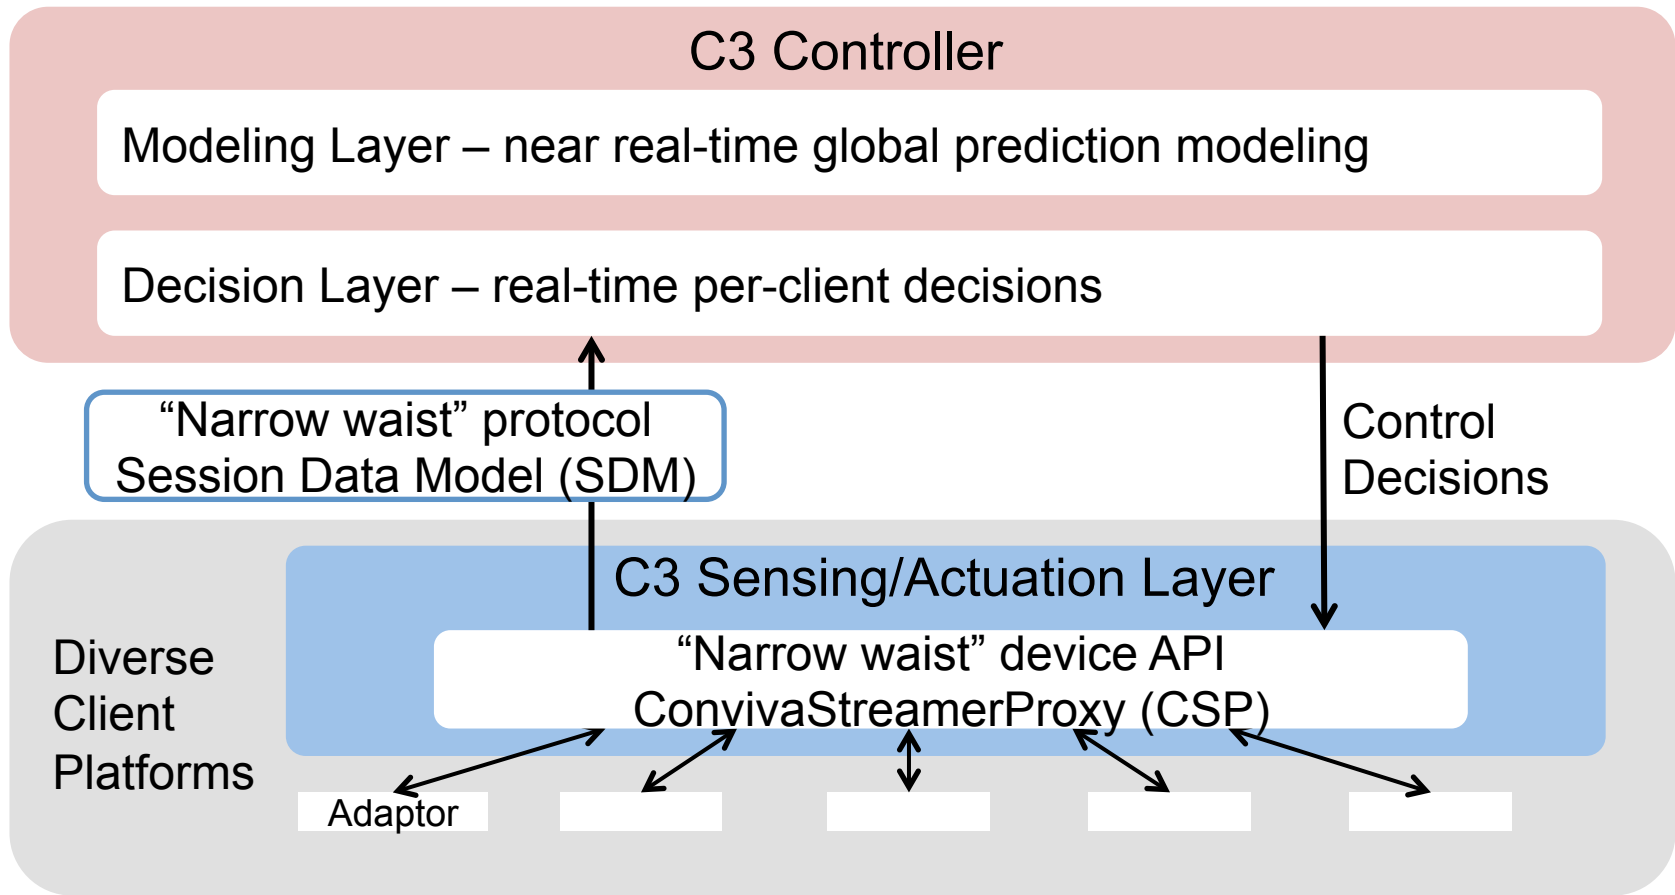 C3 Controller
Modeling Layer – near real-time global prediction modeling
Decision Layer – real-time per-client decisions
“Narrow waist” protocol
Session Data Model (SDM)
Control
Decisions
C3 Sensing/Actuation Layer
“Narrow waist” device API
ConvivaStreamerProxy (CSP)
Diverse
Client
Platforms
Adaptor